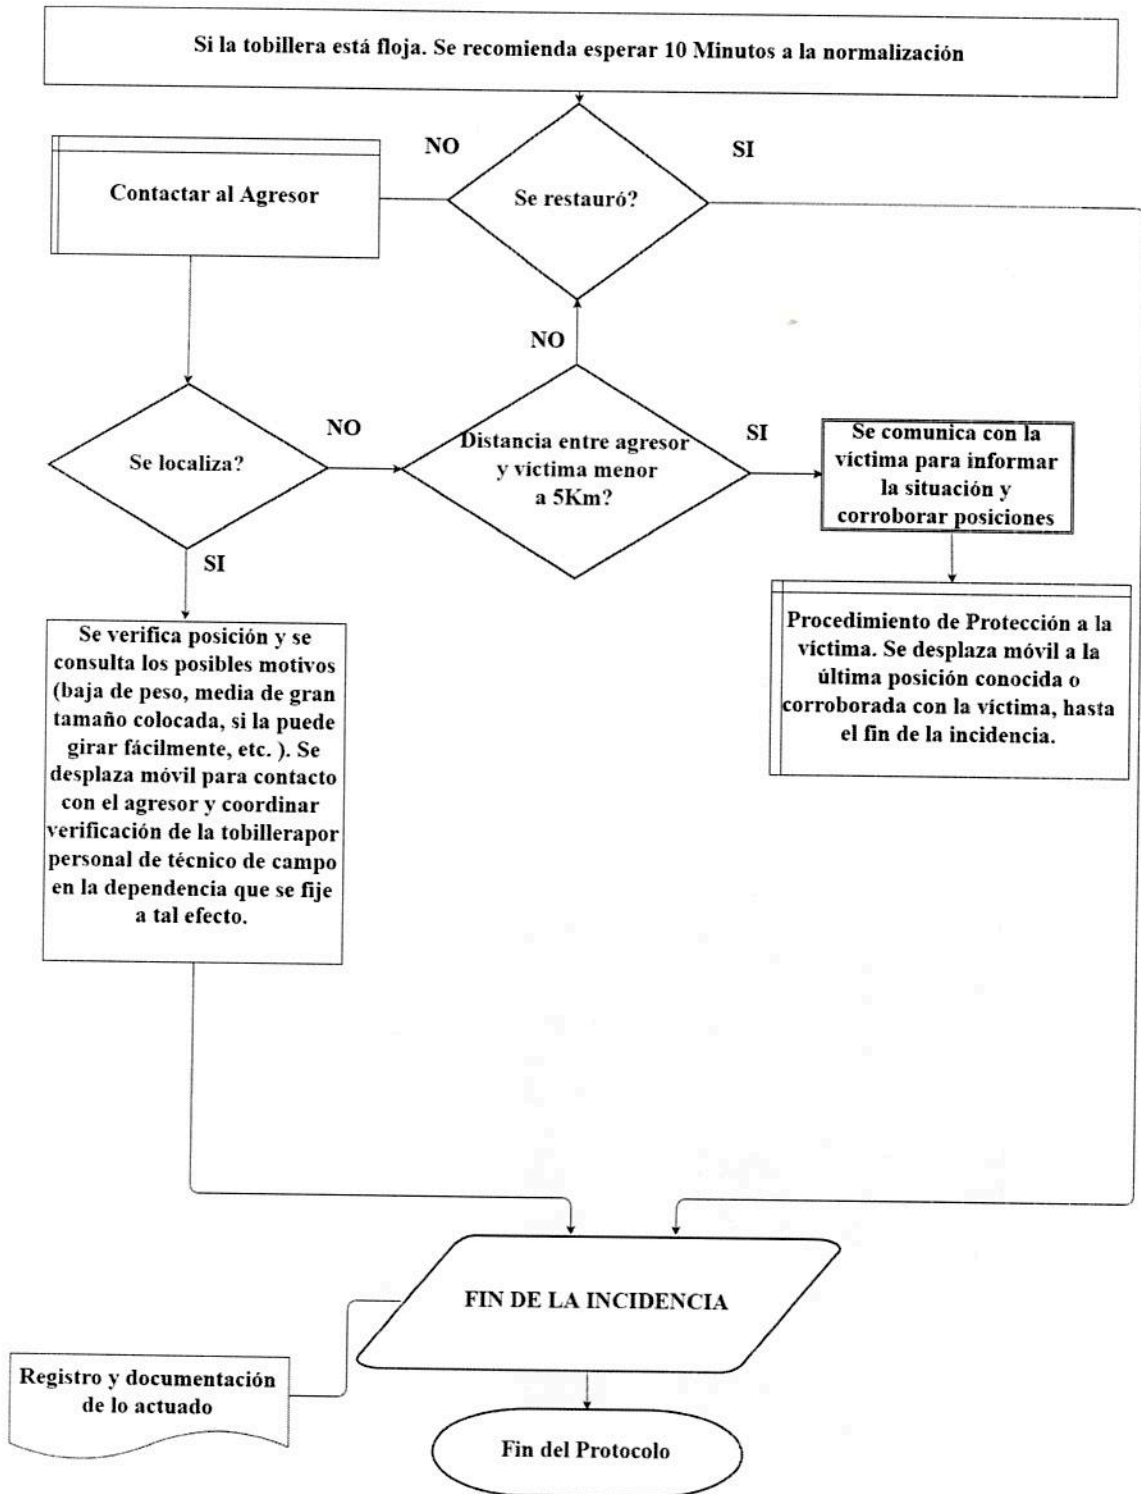 Si la tobillera está floja. Se recomienda esperar 10 Minutos a la normalización
NO
SI
Contactar al Agresor
Se restauró?
NO
Se localiza?
NO
Distancia entre agresor
y víctima menor
a 5Km?
SI
Se comunica con la
víctima para informar
la situación y
corroborar posiciones
SI
Se verifica posición y se
consulta los posibles motivos
(baja de peso, media de gran
tamaño colocada, si la puede
girar fácilmente, etc. ). Se
desplaza móvil para contacto
con el agresor y coordinar
verificación de la tobillerapor
personal de técnico de campo
en la dependencia que se fije
a tal efecto.
Procedimiento de Protección a la
víctima. Se desplaza móvil a la
última posición conocida o
corroborada con la víctima, hasta
el fin de la incidencia.
FIN DE LA INCIDENCIA
Registro y documentación
de lo actuado
Fin del Protocolo